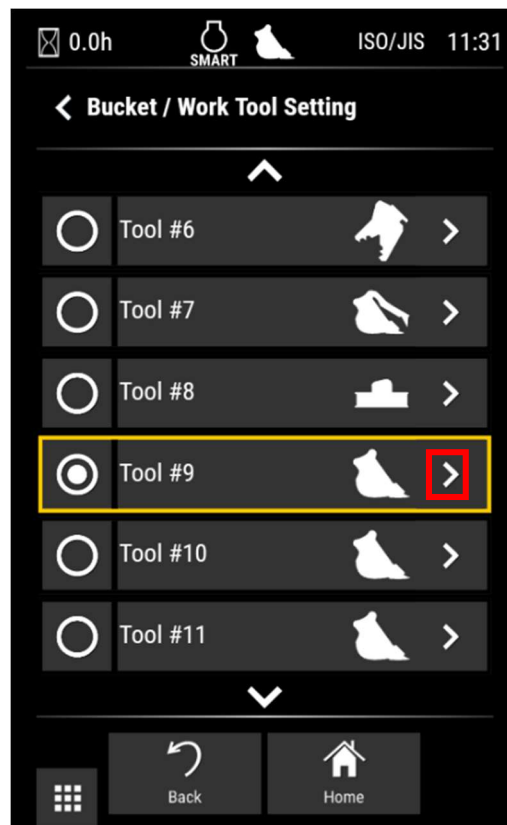 0.0h SMART ISO/JIS 11:31
Bucket / Work Tool Setting
Tool #6
Tool #7
Tool #8
Tool #9
Tool #10
Tool #11
Back Home